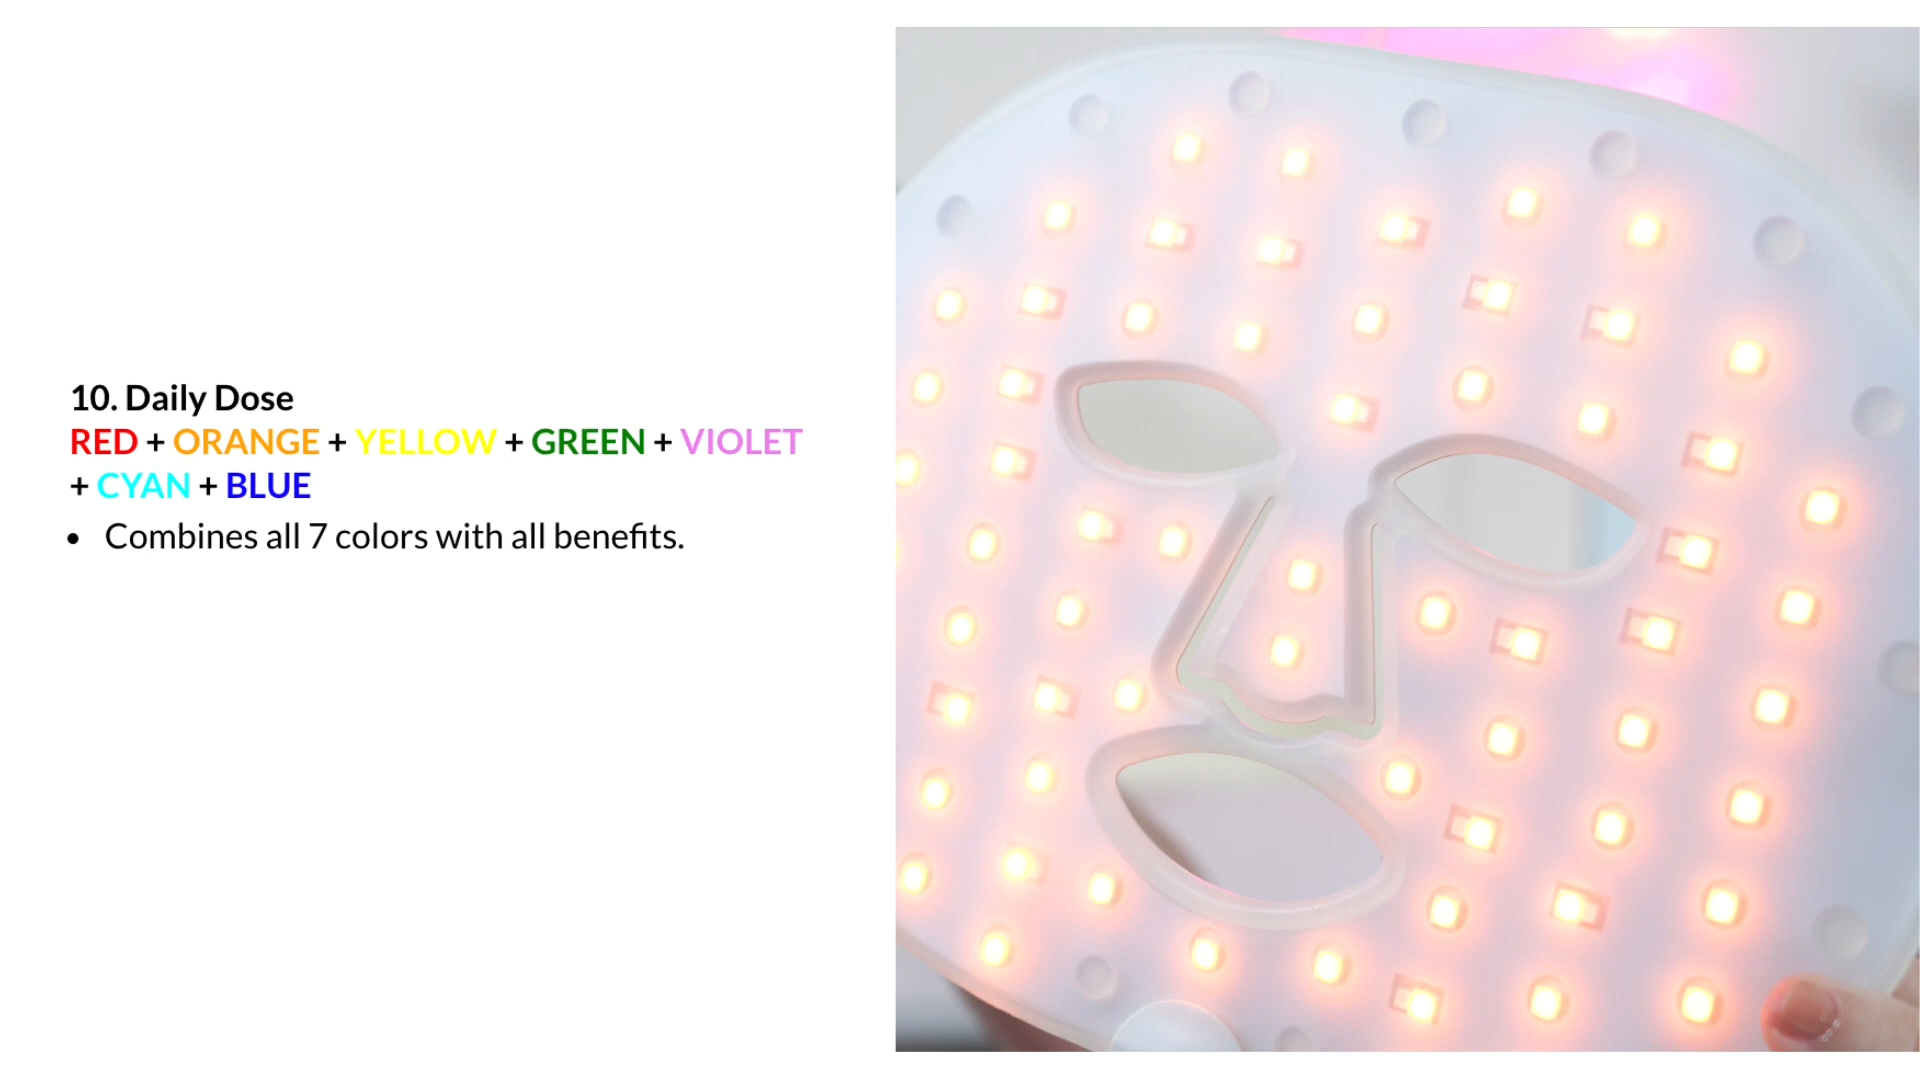 10. Daily Dose
RED + ORANGE + YELLOW + GREEN + VIOLET
+ CYAN + BLUE
• Combines all 7 colors with all benefits.